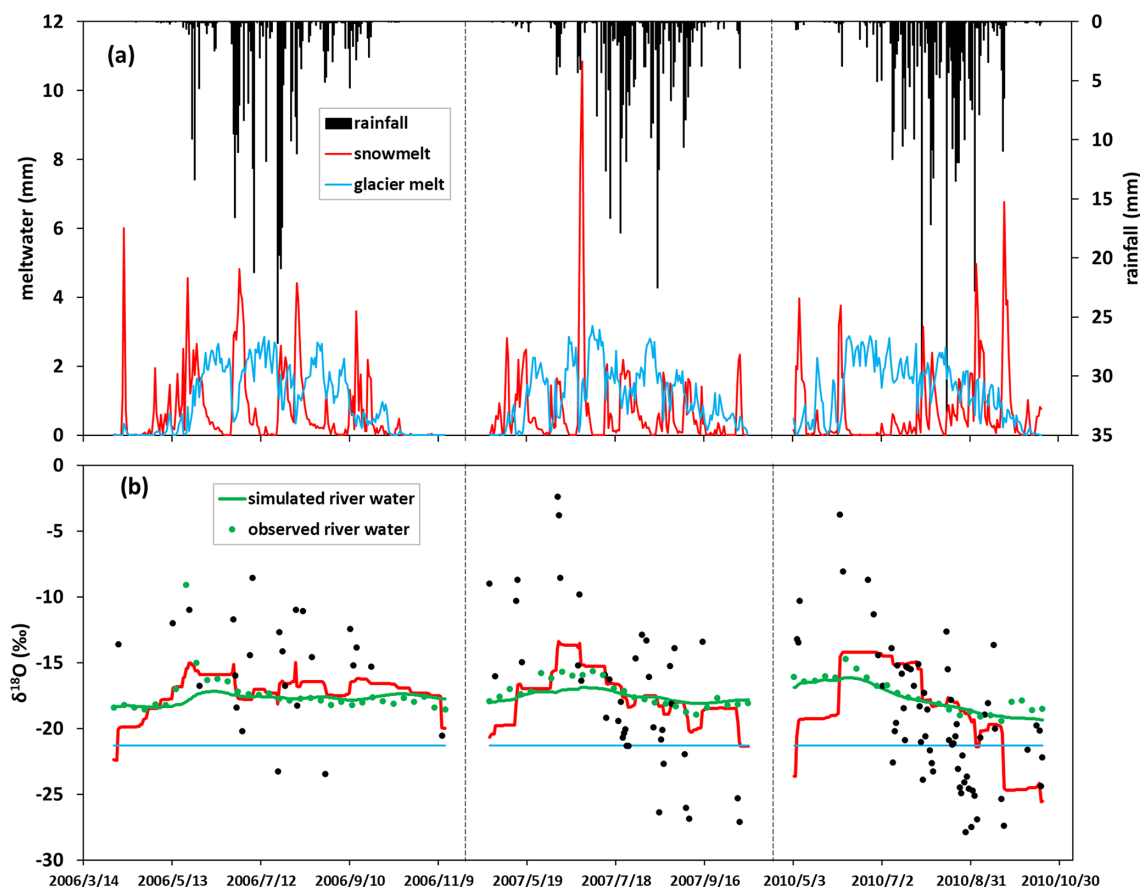 12 0
(a)
10 5
rainfall
snowmelt
glacier melt
8 10
6 15
4 20
2 25
0 30
35
meltwater (mm)
rainfall (mm)
0
(b)
simulated river water
observed river water
-5
-10
-15
-20
-25
-30
δ¹⁸O (‰)
2006/3/14 2006/5/13 2006/7/12 2006/9/10 2006/11/9 2007/5/19 2007/7/18 2007/9/16 2010/5/3 2010/7/2 2010/8/31 2010/10/30